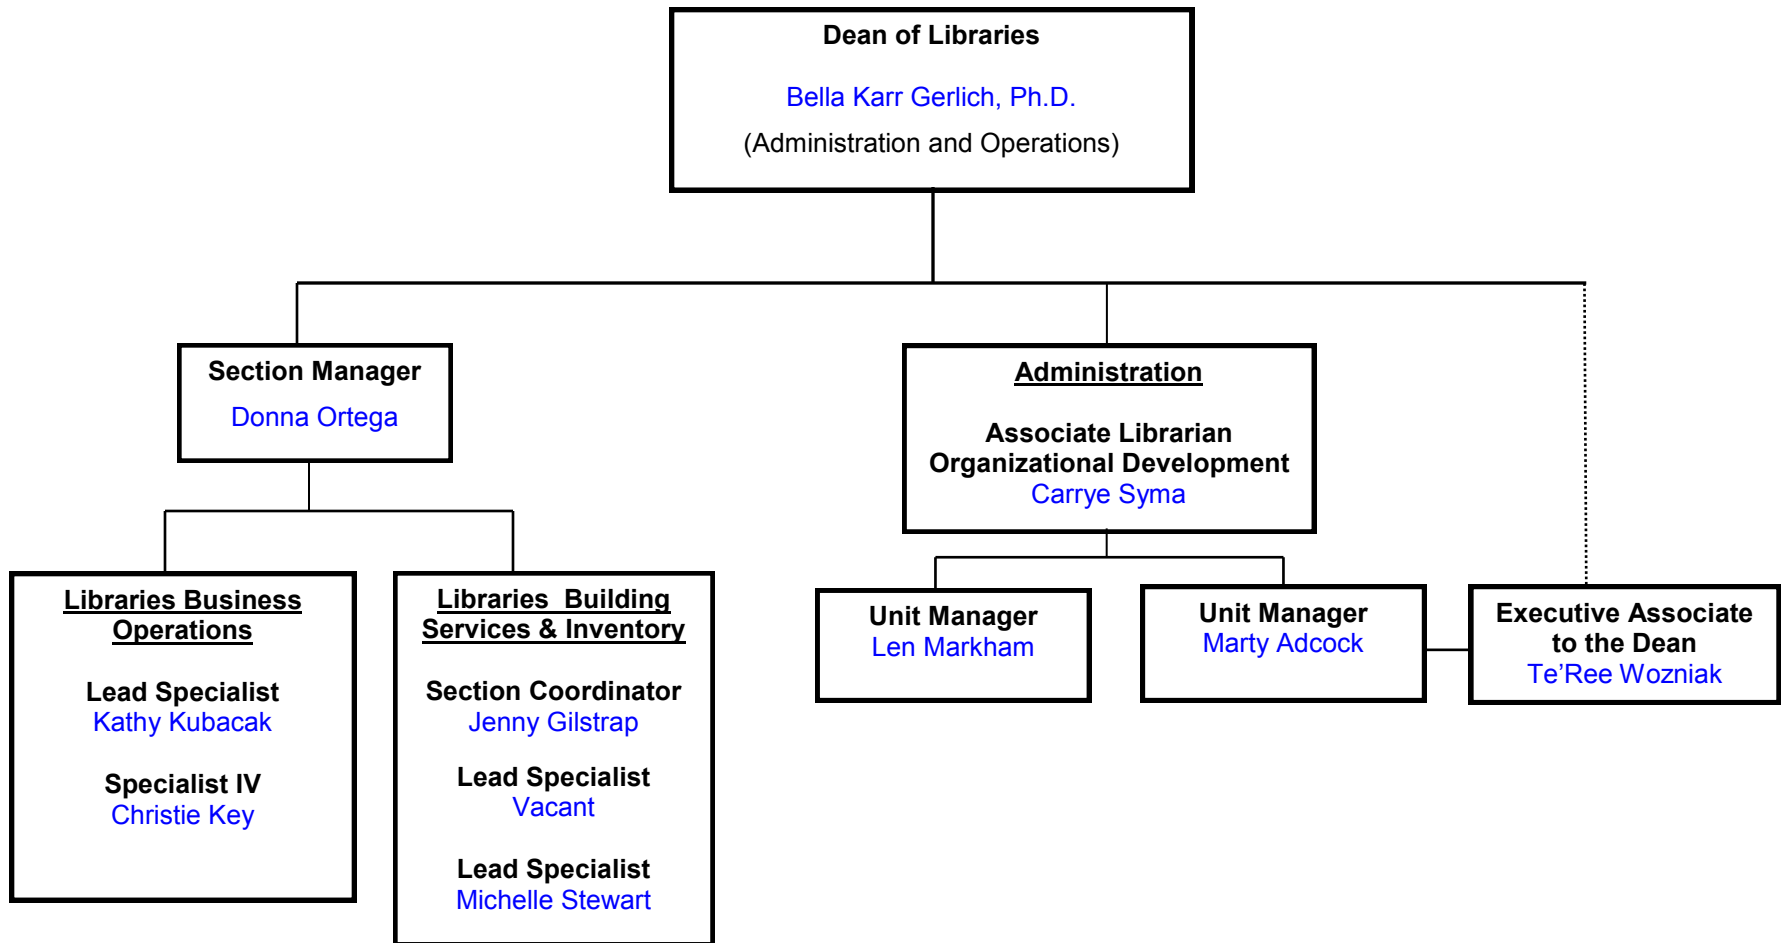 Dean of Libraries
Bella Karr Gerlich, Ph.D.
(Administration and Operations)
Section Manager
Donna Ortega
Administration
Associate Librarian
Organizational Development
Carrye Syma
Libraries Business
Operations
Lead Specialist
Kathy Kubacak
Specialist IV
Christie Key
Libraries Building
Services & Inventory
Section Coordinator
Jenny Gilstrap
Lead Specialist
Vacant
Lead Specialist
Michelle Stewart
Unit Manager
Len Markham
Unit Manager
Marty Adcock
Executive Associate
to the Dean
Te’Ree Wozniak